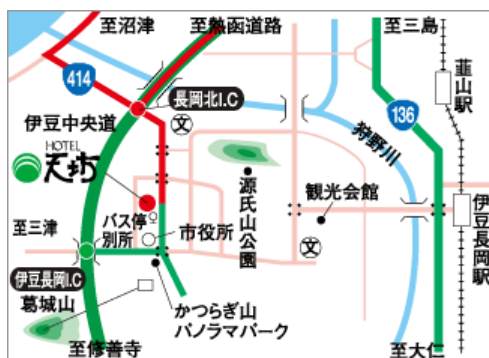 至沼津
至熱函道路
至三島
414
長岡北I.C
韮山駅
136
伊豆中央道
文
狩野川
HOTEL
天坊
源氏山公園
観光会館
バス停
別所
市役所
至三津
伊豆長岡駅
文
伊豆長岡I.C
葛城山
かつらぎ山
パノラマパーク
至修善寺
至大仁